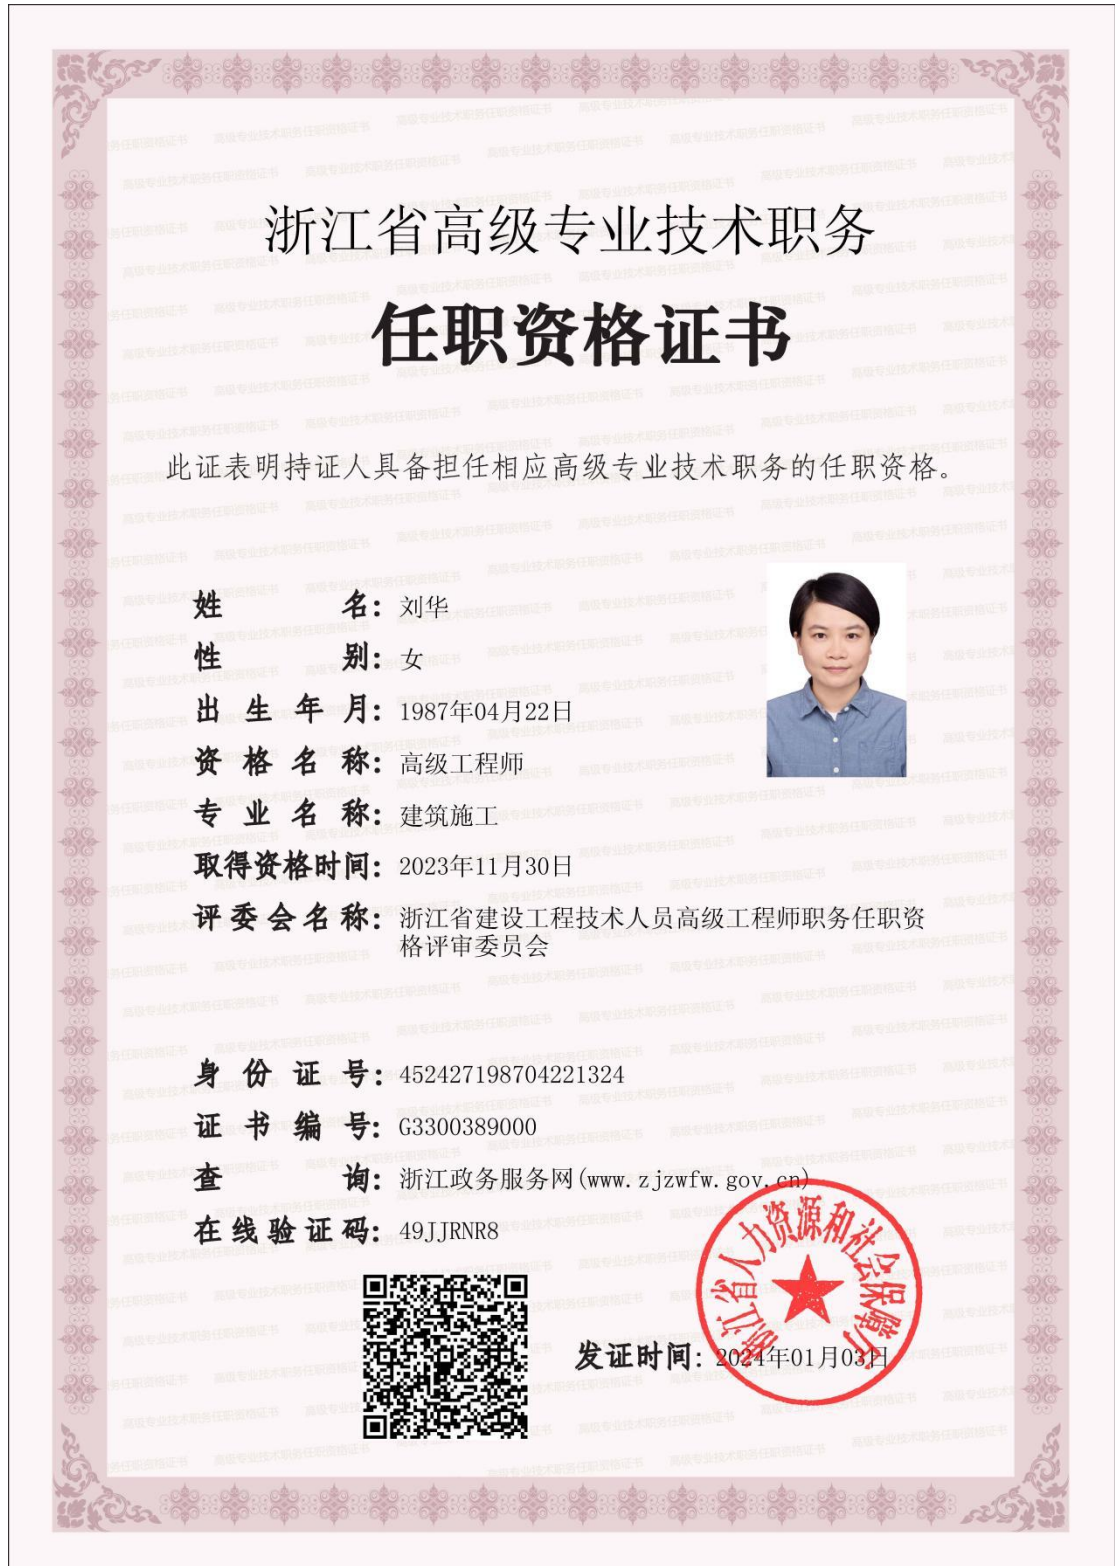 浙江省高级专业技术职务
任职资格证书
此证表明持证人具备担任相应高级专业技术职务的任职资格。
姓名：刘华
性别：女
出生年月：1987年04月22日
资格名称：高级工程师
专业名称：建筑施工
取得资格时间：2023年11月30日
评委会名称：浙江省建设工程技术人员高级工程师职务任职资
格评审委员会
身份证号：452427198704221324
证书编号：G3300389000
查询：浙江政务服务网(www.zjzwfw.gov.cn)
在线验证码：49JJRNR8
浙江省人力资源和社会保障厅
发证时间：2024年01月03日